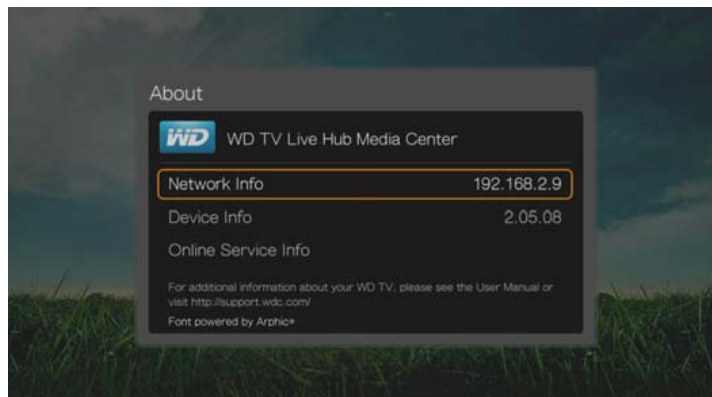 About
WD WD TV Live Hub Media Center
Network Info 192.168.2.9
Device Info 2.05.08
Online Service Info
For additional information about your WD TV, please see the User Manual or
visit http://support.wdc.com/
Font powered by Arphic*